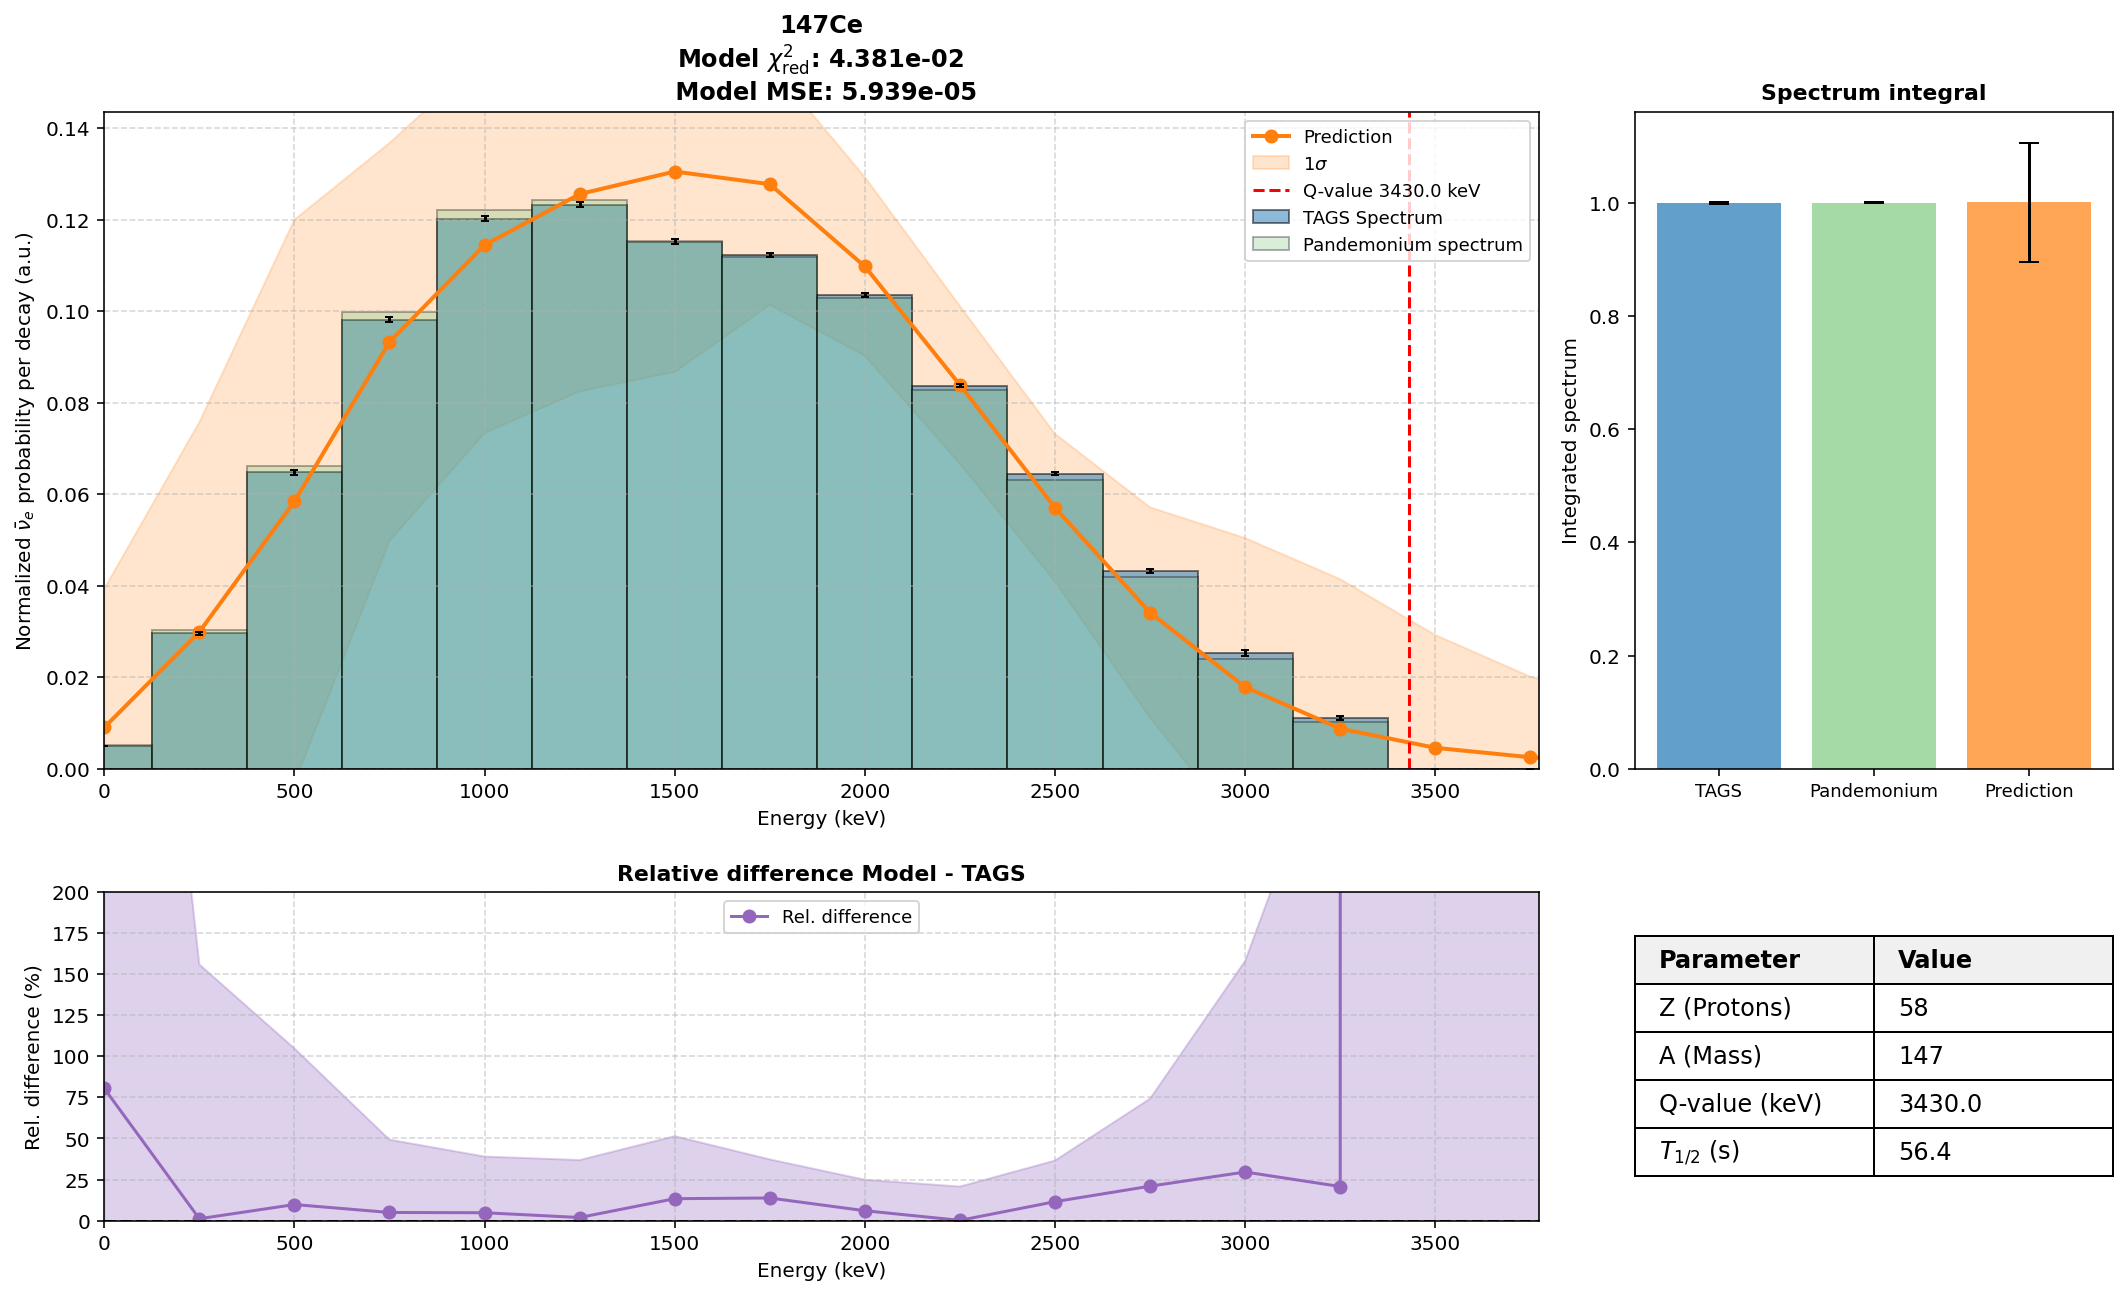 147Ce
Model χ²red: 4.381e-02
Model MSE: 5.939e-05
Normalized ν̄e probability per decay (a.u.)
0.14
0.12
0.10
0.08
0.06
0.04
0.02
0.00
Prediction
1σ
Q-value 3430.0 keV
TAGS Spectrum
Pandemonium spectrum
0 500 1000 1500 2000 2500 3000 3500
Energy (keV)
Spectrum integral
Integrated spectrum
1.0
0.8
0.6
0.4
0.2
0.0
TAGS Pandemonium Prediction
Relative difference Model - TAGS
Rel. difference (%)
200
175
150
125
100
75
50
25
0
Rel. difference
0 500 1000 1500 2000 2500 3000 3500
Energy (keV)
Parameter Value
Z (Protons) 58
A (Mass) 147
Q-value (keV) 3430.0
T1/2 (s) 56.4